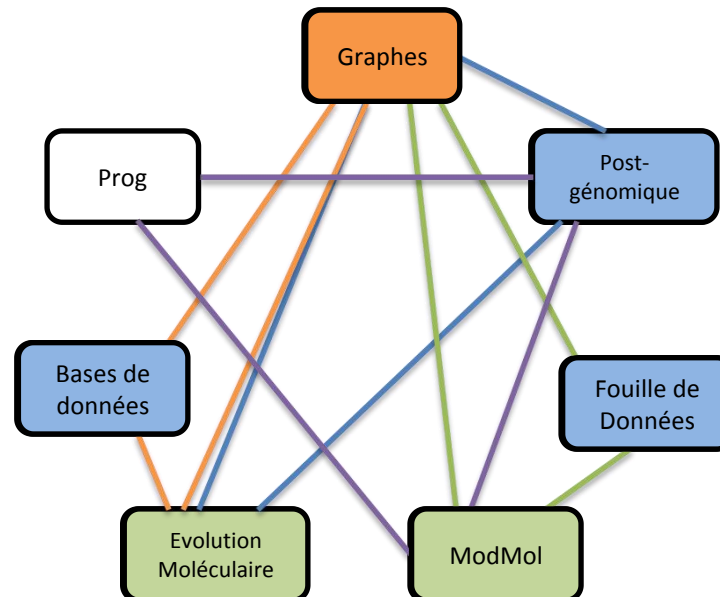 Graphes
Prog
Post-
génomique
Bases de
données
Fouille de
Données
Evolution
Moléculaire
ModMol